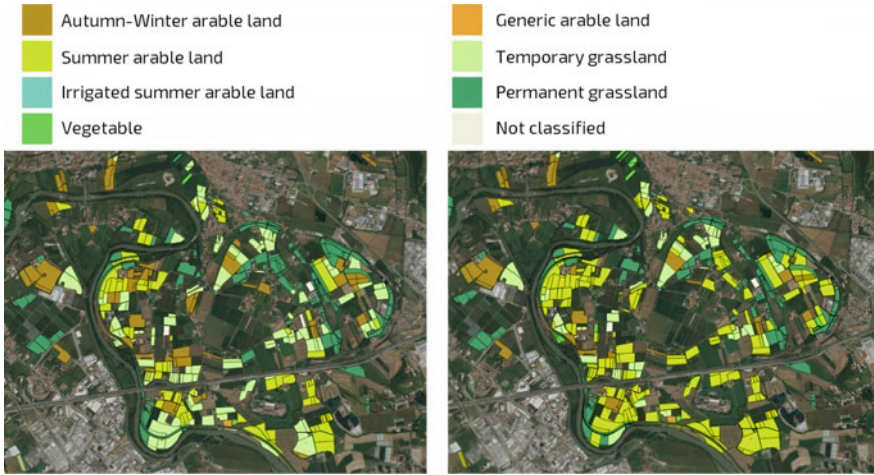 Autumn-Winter arable land
Summer arable land
Irrigated summer arable land
Vegetable
Generic arable land
Temporary grassland
Permanent grassland
Not classified